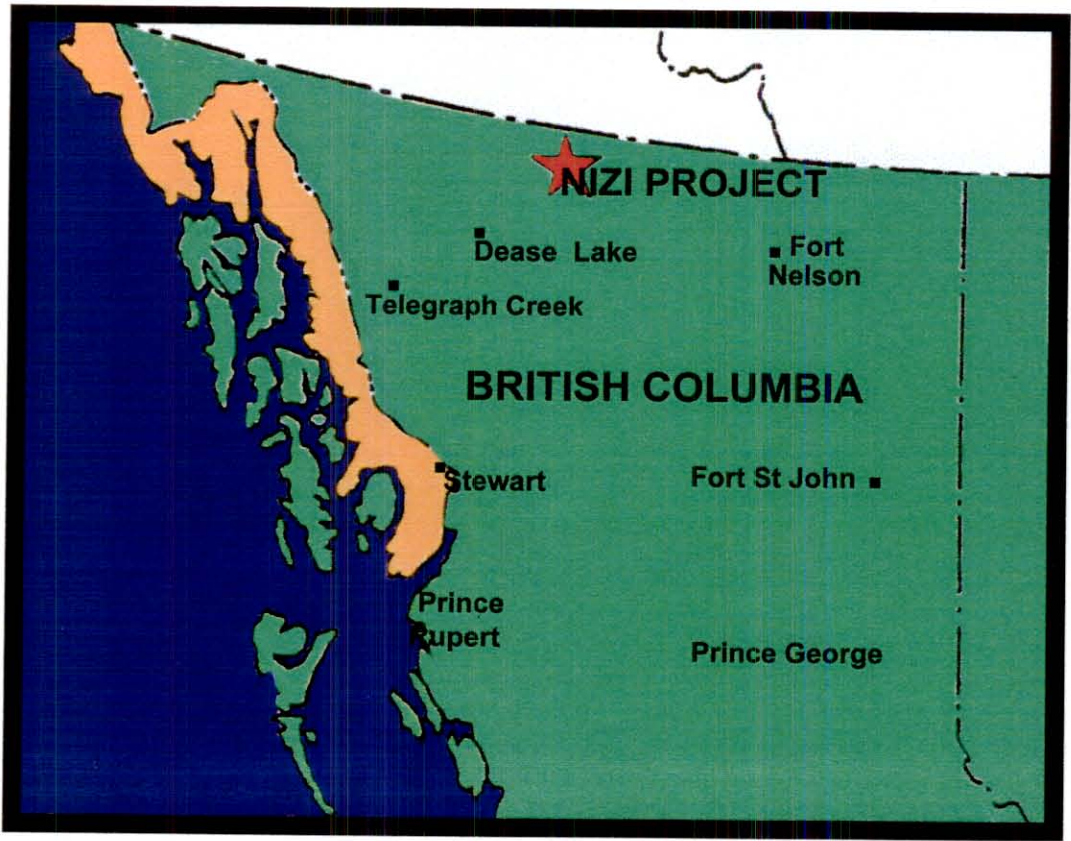 NIZI PROJECT
Dease Lake
Fort
Nelson
Telegraph Creek
BRITISH COLUMBIA
Stewart
Fort St John
Prince
Rupert
Prince George